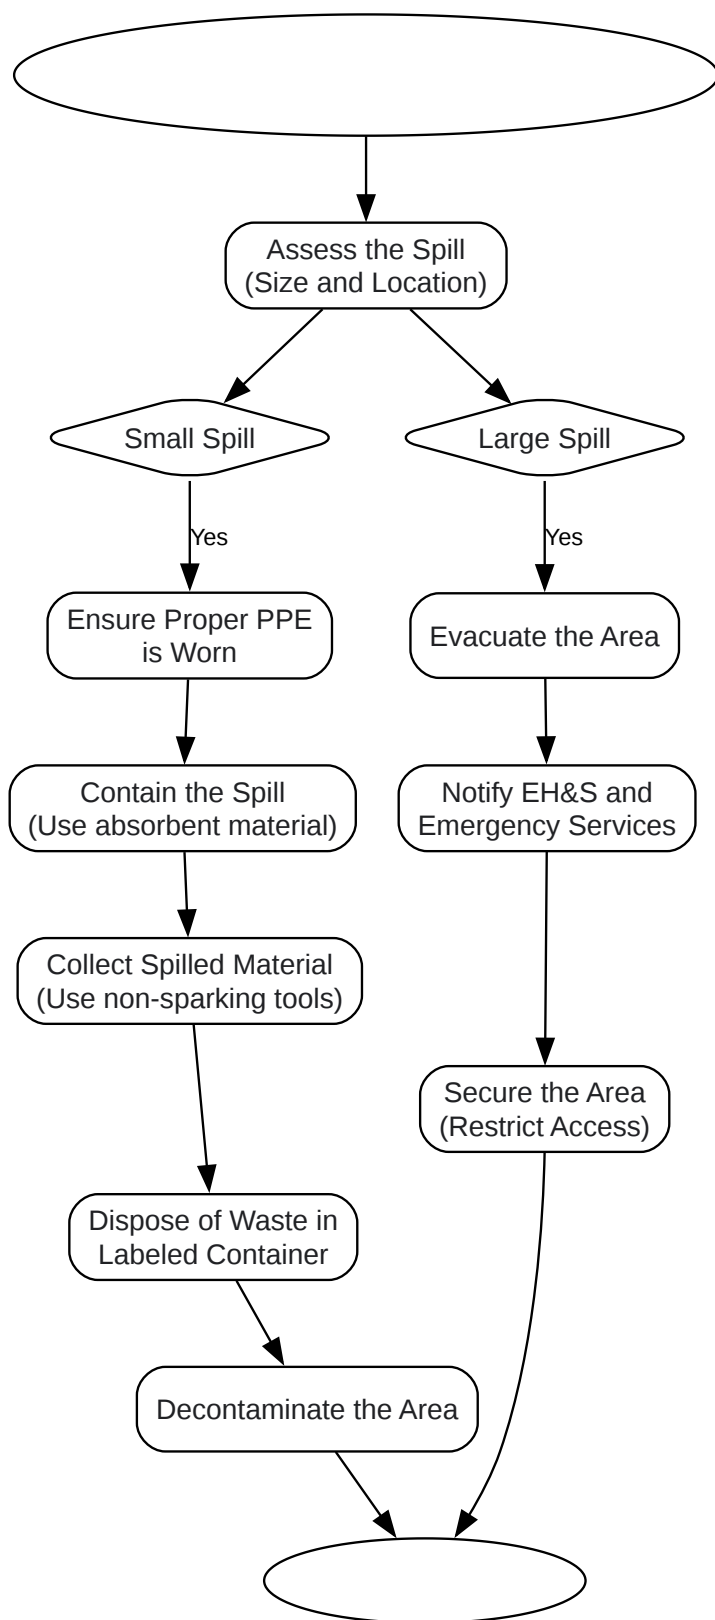 Assess the Spill
(Size and Location)
Small Spill
Large Spill
Yes
Yes
Ensure Proper PPE
is Worn
Evacuate the Area
Contain the Spill
(Use absorbent material)
Notify EH&S and
Emergency Services
Collect Spilled Material
(Use non-sparking tools)
Secure the Area
(Restrict Access)
Dispose of Waste in
Labeled Container
Decontaminate the Area